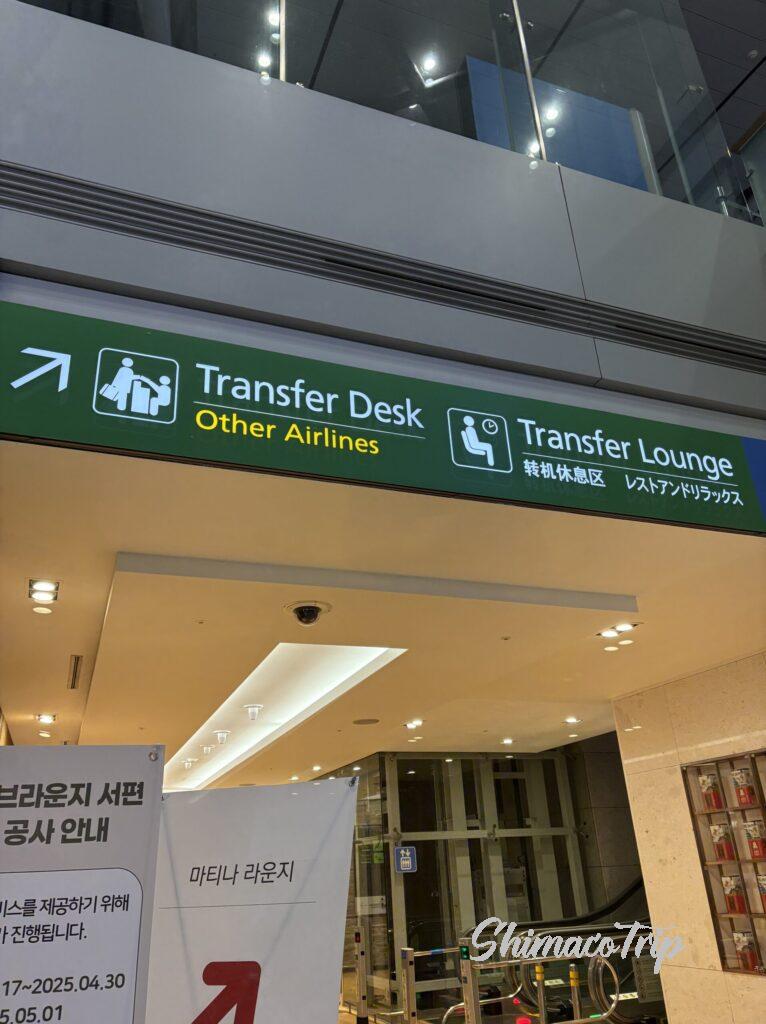 Transfer Desk
Other Airlines
Transfer Lounge
转机休息区 レストアンドリラックス
브라운지 서편
공사 안내
비스를 제공하기 위해
진행됩니다.
17~2025.04.30
5.05.01
마티나 라운지
ShimacoTrip